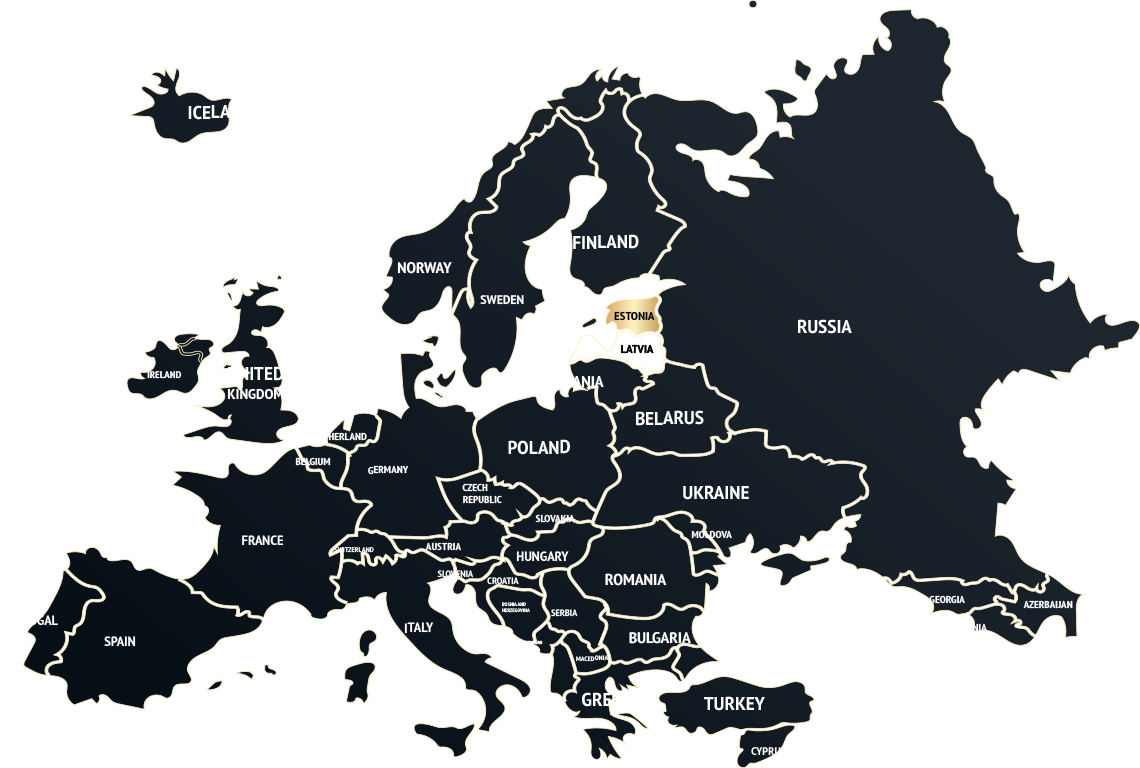 ICELA
FINLAND
NORWAY
SWEDEN
ESTONIA
RUSSIA
LATVIA
IRELAND
UNITED
KINGDOM
ANIA
BELARUS
HERLAND
POLAND
BELGIUM
GERMANY
CZECH
REPUBLIC
UKRAINE
SLOVAKIA
MOLDOVA
FRANCE
SWITZERLAND
AUSTRIA
HUNGARY
SLOVENIA
CROATIA
ROMANIA
GEORGIA
AZERBAIJAN
BOSNIA AND
HERZEGOVINA
SERBIA
GAL
SPAIN
ITALY
NIA
BULGARIA
MACEDONIA
GRE
TURKEY
CYPRU